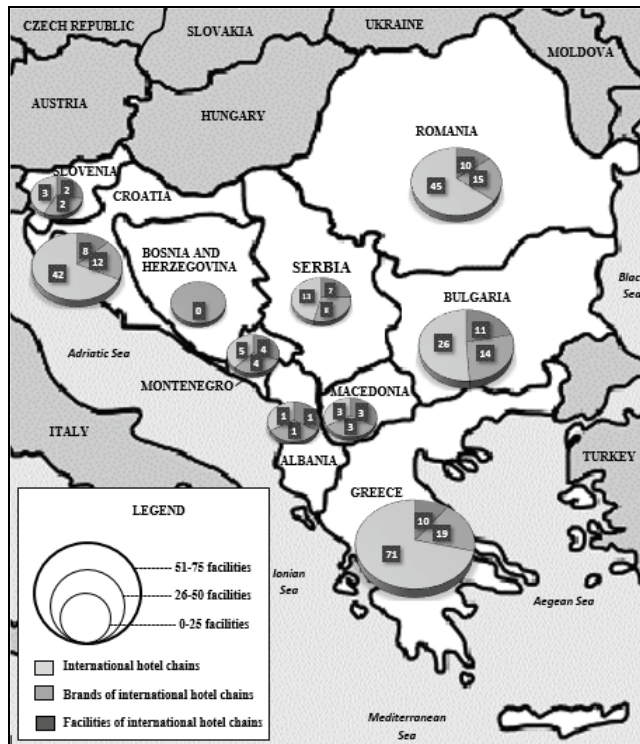 CZECH REPUBLIC
SLOVAKIA
UKRAINE
MOLDOVA
AUSTRIA
HUNGARY
ROMANIA
10
15
45
SLOVENIA
3
2
2
CROATIA
8
12
42
BOSNIA AND
HERZEGOVINA
0
SERBIA
13
7
8
BULGARIA
11
26
14
Black
Sea
Adriatic Sea
MONTENEGRO
5
4
4
MACEDONIA
3
3
3
1
1
1
ALBANIA
ITALY
TURKEY
GREECE
10
19
71
Ionian
Sea
Aegean Sea
Mediterranean
Sea
LEGEND
51-75 facilities
26-50 facilities
0-25 facilities
International hotel chains
Brands of international hotel chains
Facilities of international hotel chains